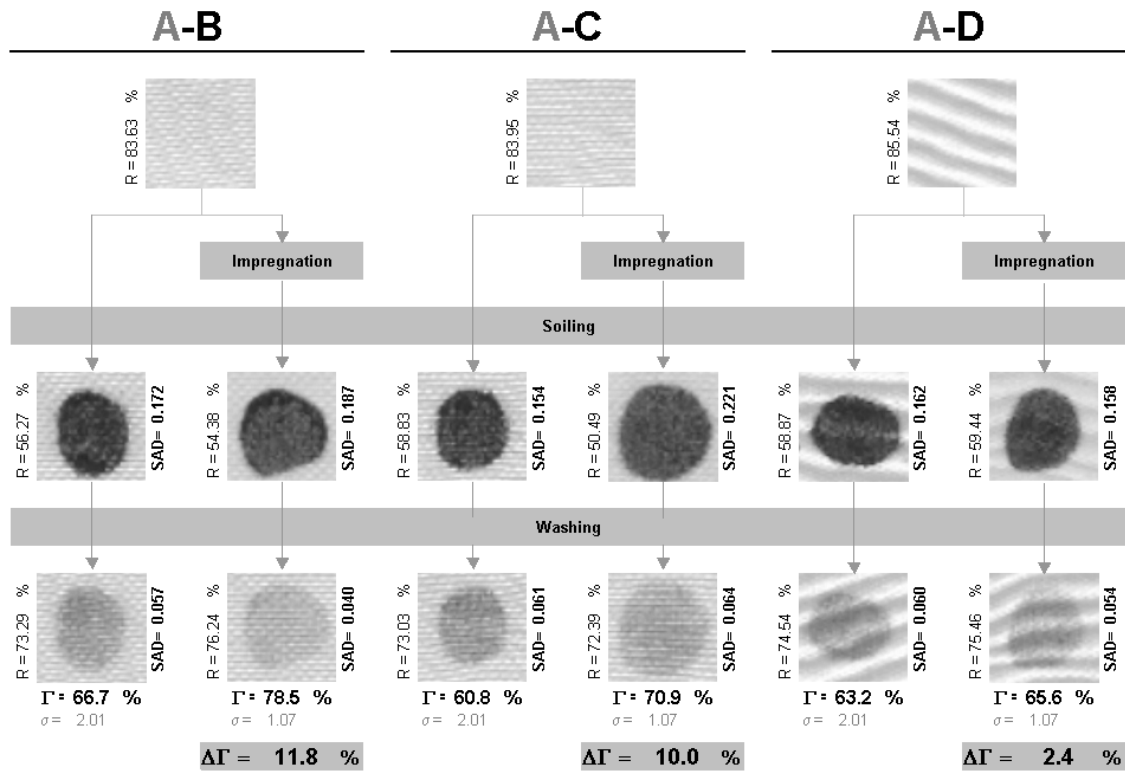 A-B A-C A-D
R = 83.63 % R = 83.95 % R = 85.54 %
Impregnation Impregnation Impregnation
Soiling
R = 56.27 % SAD= 0.172 R = 54.38 % SAD= 0.187 R = 58.83 % SAD= 0.154 R = 50.49 % SAD= 0.221 R = 58.87 % SAD= 0.162 R = 59.44 % SAD= 0.158
Washing
R = 73.29 % SAD= 0.057 R = 76.24 % SAD= 0.040 R = 73.03 % SAD= 0.061 R = 72.39 % SAD= 0.064 R = 74.54 % SAD= 0.060 R = 75.46 % SAD= 0.054
Γ = 66.7 % Γ = 78.5 % Γ = 60.8 % Γ = 70.9 % Γ = 63.2 % Γ = 65.6 %
σ = 2.01 σ = 1.07 σ = 2.01 σ = 1.07 σ = 2.01 σ = 1.07
ΔΓ = 11.8 % ΔΓ = 10.0 % ΔΓ = 2.4 %